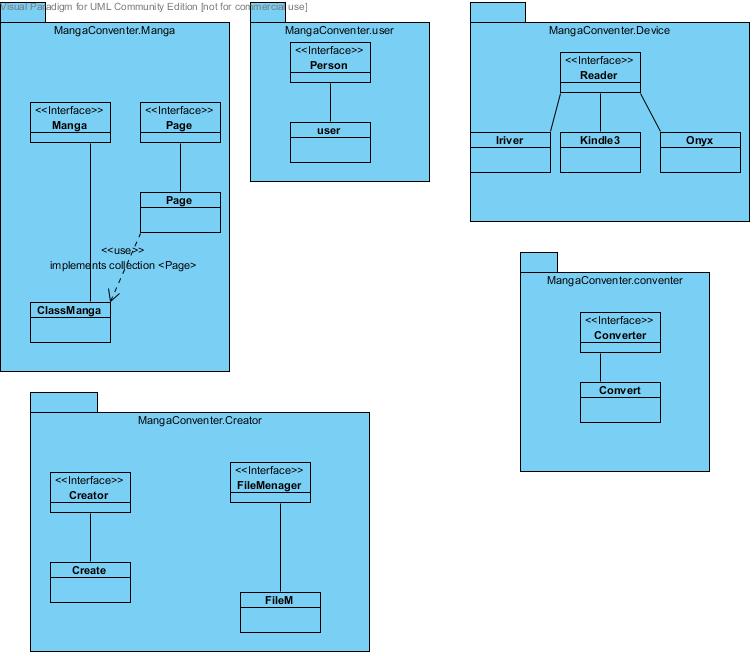 Visual Paradigm for UML Community Edition [not for commercial use]
MangaConventer.Manga
<<Interface>>
Manga
<<Interface>>
Page
Page
<<use>>
implements collection <Page>
ClassManga
MangaConventer.user
<<Interface>>
Person
user
MangaConventer.Device
<<Interface>>
Reader
Iriver
Kindle3
Onyx
MangaConventer.conventer
<<Interface>>
Converter
Convert
MangaConventer.Creator
<<Interface>>
Creator
Create
<<Interface>>
FileMenager
FileM